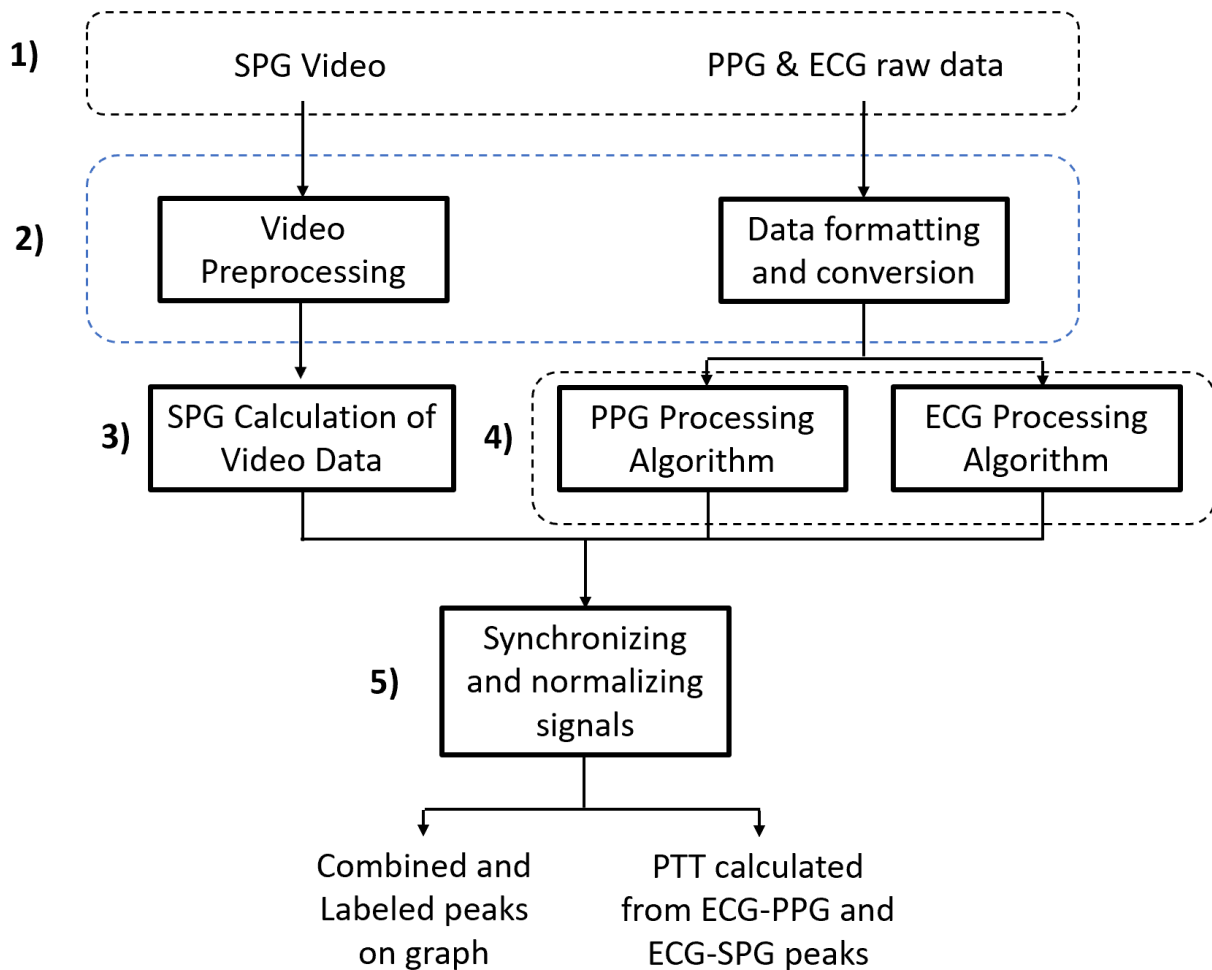 1)
SPG Video
PPG & ECG raw data
2)
Video
Preprocessing
Data formatting
and conversion
3)
SPG Calculation of
Video Data
4)
PPG Processing
Algorithm
ECG Processing
Algorithm
5)
Synchronizing
and normalizing
signals
Combined and
Labeled peaks
on graph
PTT calculated
from ECG-PPG and
ECG-SPG peaks